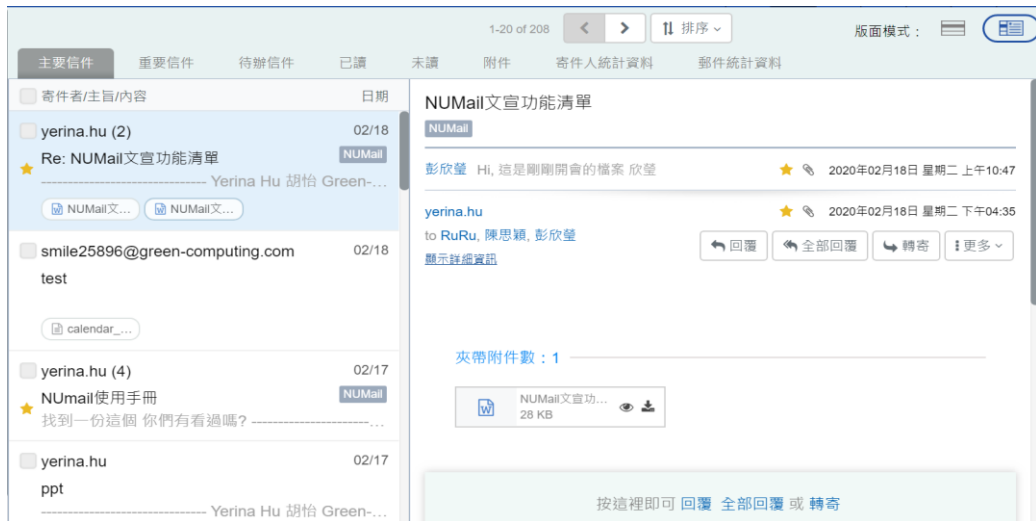 1-20 of 208 排序 版面模式：
主要信件 重要信件 待辦信件 已讀 未讀 附件 寄件人統計資料 郵件統計資料
寄件者/主旨/內容 日期
yerina.hu (2) 02/18
Re: NUMail文宣功能清單 NUMail
------------------------------- Yerina Hu 胡怡 Green-...
NUMail文... NUMail文...
smile25896@green-computing.com 02/18
test
calendar_...
yerina.hu (4) 02/17
NUmail使用手冊 NUMail
找到一份這個 你們有看過嗎? ----------------------...
yerina.hu 02/17
ppt
------------------------------- Yerina Hu 胡怡 Green-...
NUMail文宣功能清單
NUMail
彭欣瑩 Hi, 這是剛剛開會的檔案 欣瑩 2020年02月18日 星期二 上午10:47
yerina.hu 2020年02月18日 星期二 下午04:35
to RuRu, 陳思穎, 彭欣瑩
回覆 全部回覆 轉寄 更多
顯示詳細資訊
夾帶附件數：1
NUMail文宣功...
28 KB
按這裡即可 回覆 全部回覆 或 轉寄